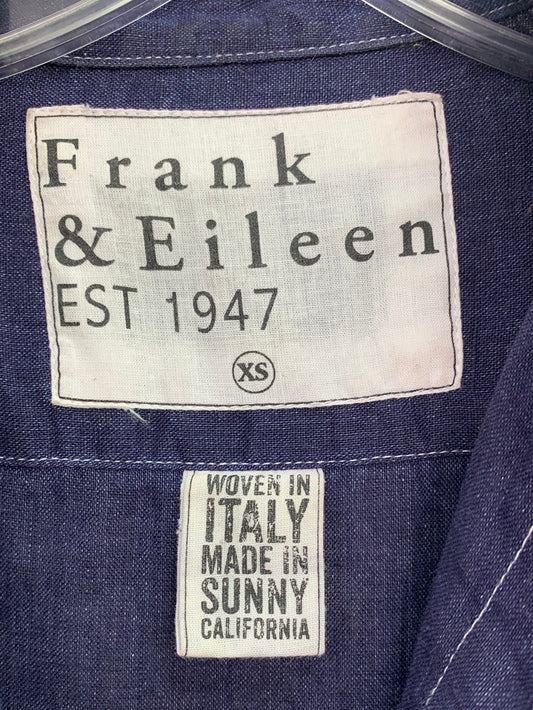 Frank
& Eileen
EST 1947
XS
WOVEN IN
ITALY
MADE IN
SUNNY
CALIFORNIA